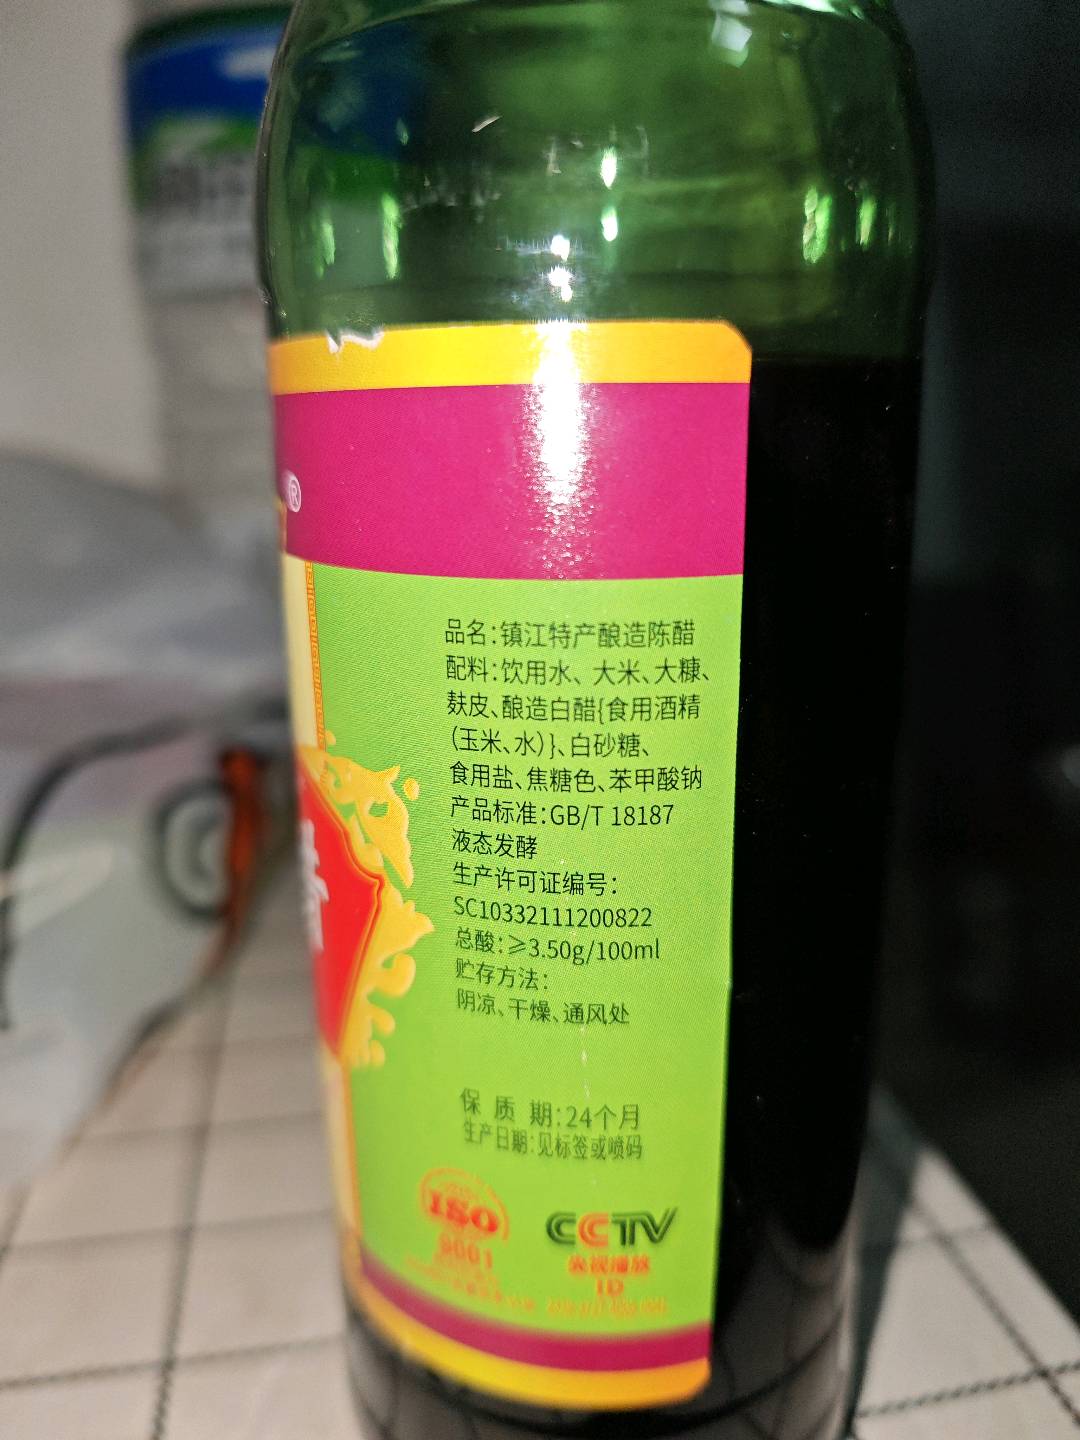 ®
品名:镇江特产酿造陈醋
配料:饮用水、大米、大糠、
麸皮、酿造白醋{食用酒精
(玉米、水)}、白砂糖、
食用盐、焦糖色、苯甲酸钠
产品标准:GB/T 18187
液态发酵
生产许可证编号:
SC10332111200822
总酸:≥3.50g/100ml
贮存方法:
阴凉、干燥、通风处
保 质 期:24个月
生产日期:见标签或喷码
ISO
9001
CCTV
央视播放
ID